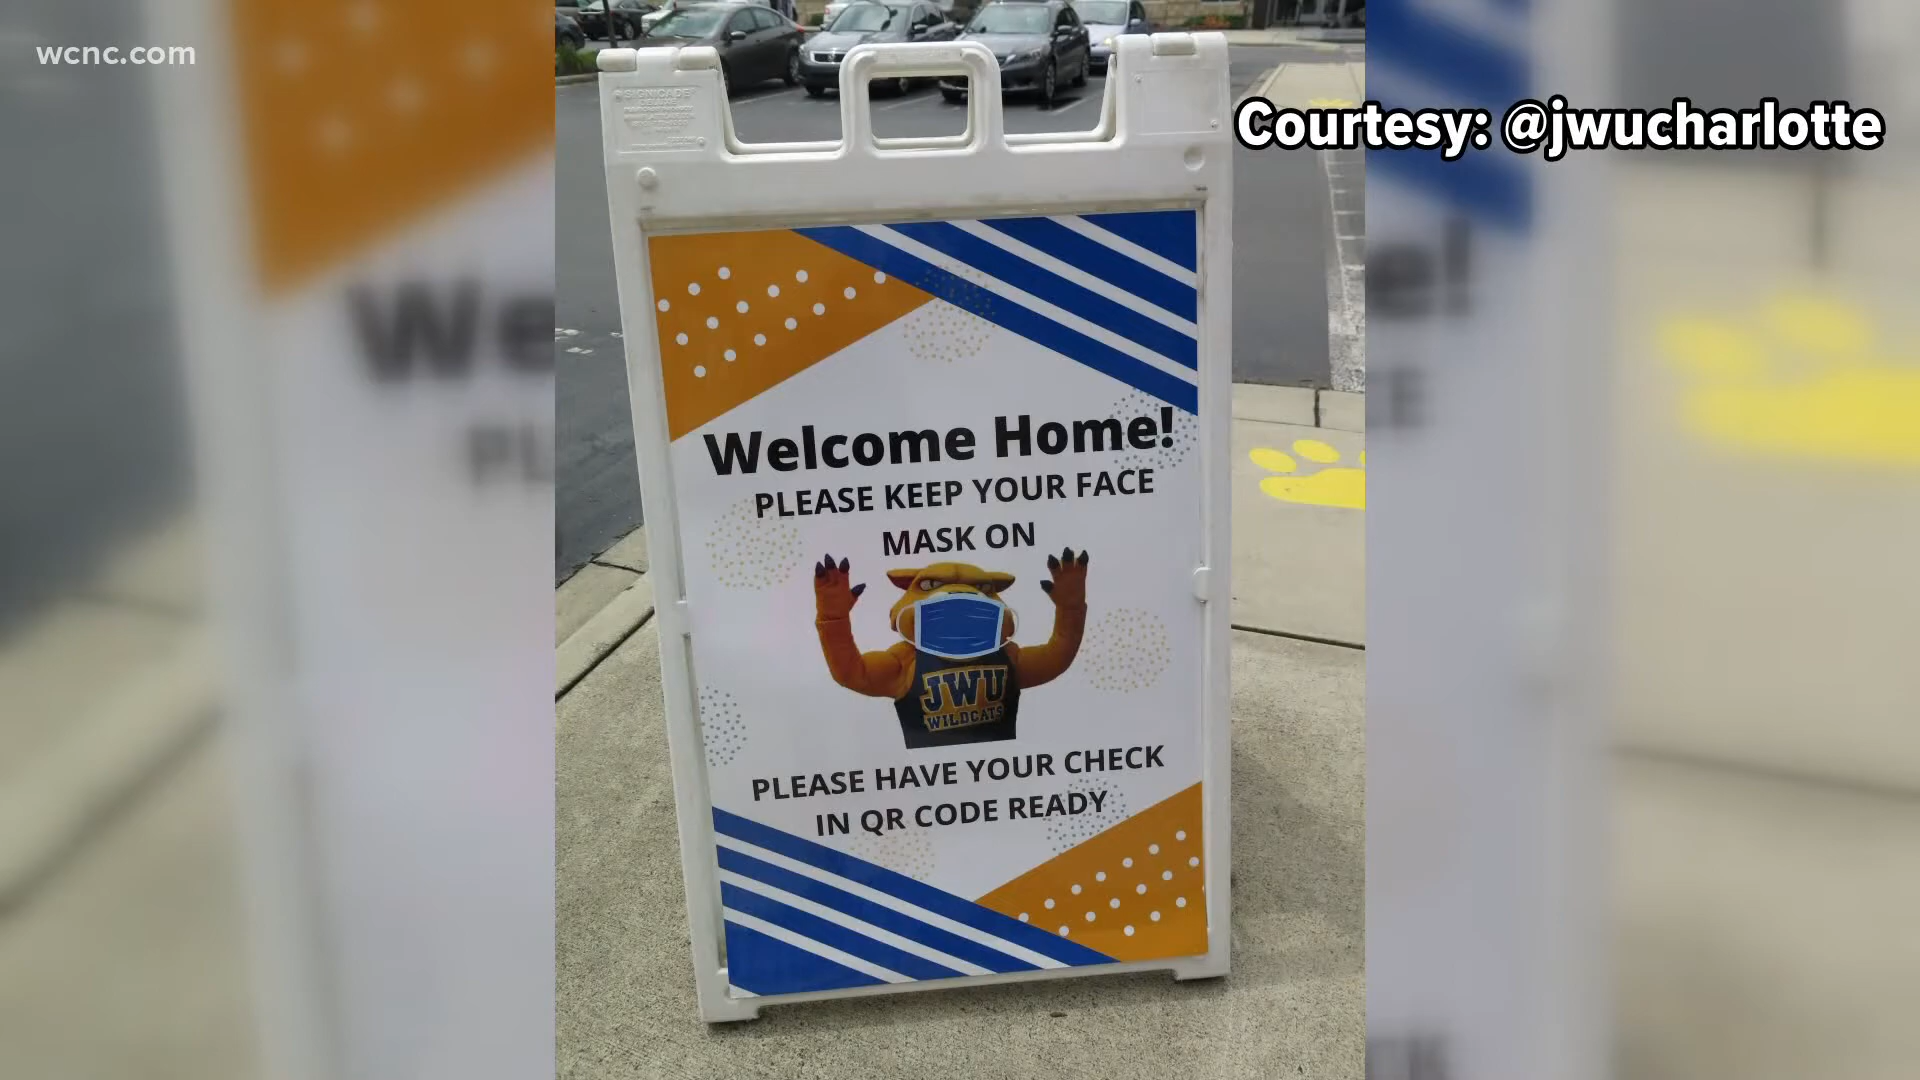 wcnc.com
Courtesy: @jwucharlotte
SIGNICADE
Welcome Home!
PLEASE KEEP YOUR FACE
MASK ON
JWU
WILDCATS
PLEASE HAVE YOUR CHECK
IN QR CODE READY